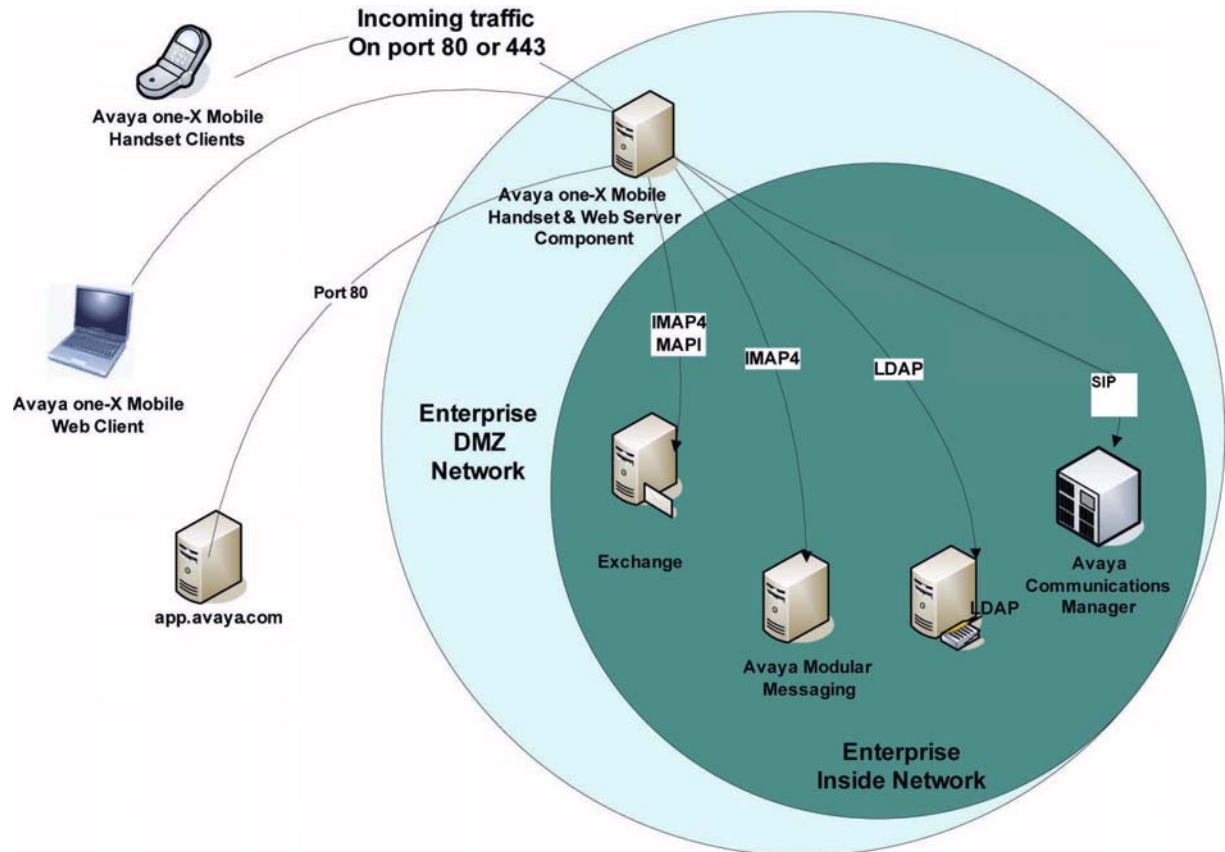 Incoming traffic
On port 80 or 443
Avaya one-X Mobile
Handset Clients
Avaya one-X Mobile
Handset & Web Server
Component
Port 80
IMAP4
MAPI
IMAP4
LDAP
SIP
Avaya one-X Mobile
Web Client
Enterprise
DMZ
Network
Exchange
Avaya
Communications
Manager
app.avaya.com
LDAP
Avaya Modular
Messaging
Enterprise
Inside Network